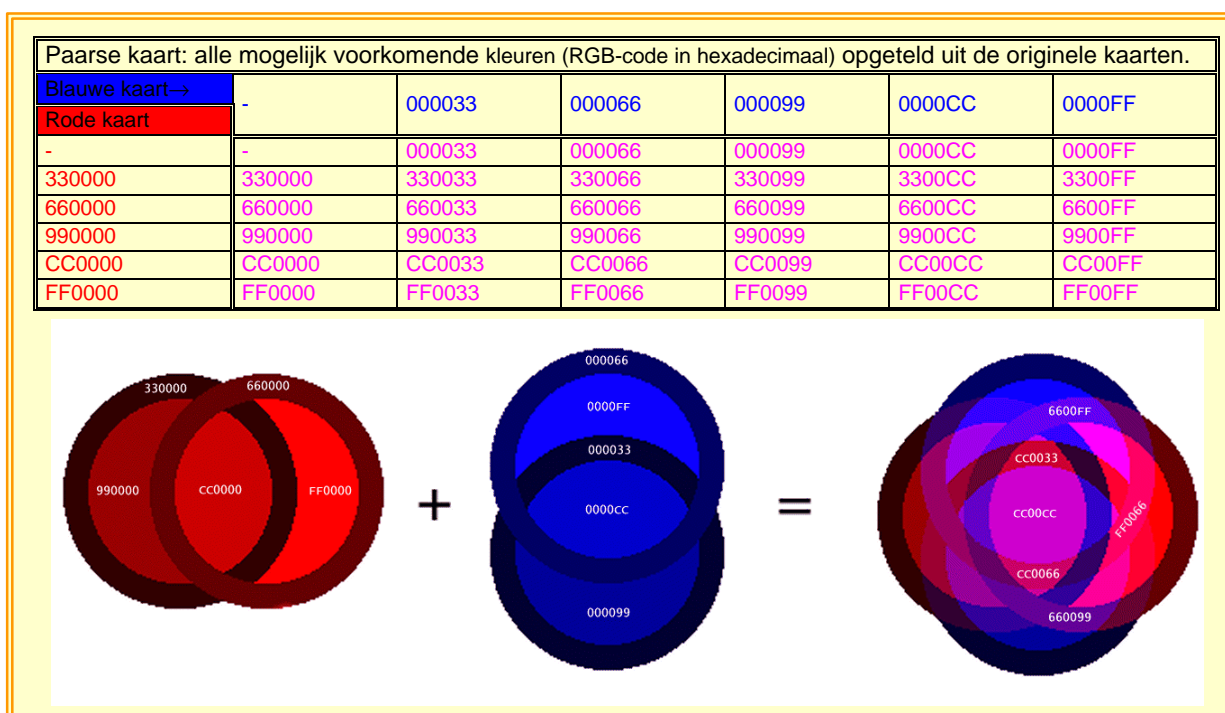 Paarse kaart: alle mogelijk voorkomende kleuren (RGB-code in hexadecimaal) opgeteld uit de originele kaarten.
Blauwe kaart→ - 000033 000066 000099 0000CC 0000FF
Rode kaart
- - 000033 000066 000099 0000CC 0000FF
330000 330000 330033 330066 330099 3300CC 3300FF
660000 660000 660033 660066 660099 6600CC 6600FF
990000 990000 990033 990066 990099 9900CC 9900FF
CC0000 CC0000 CC0033 CC0066 CC0099 CC00CC CC00FF
FF0000 FF0000 FF0033 FF0066 FF0099 FF00CC FF00FF
330000 660000
990000 CC0000 FF0000
+
000066
0000FF
000033
0000CC
000099
=
6600FF
CC0033
CC00CC
FF0066
CC0066
660099